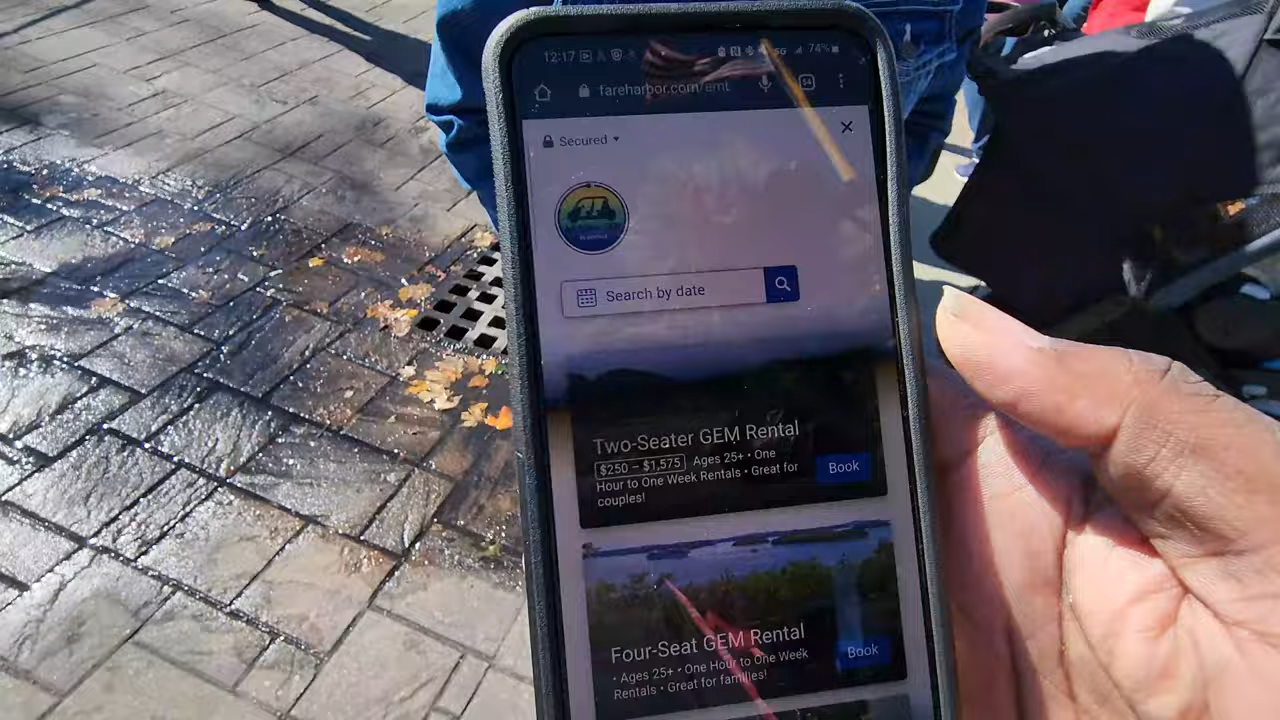 12:17 5G 74%
fareharbor.com/emt 54
Secured
Search by date
Two-Seater GEM Rental
$250 – $1,575 Ages 25+ • One
Hour to One Week Rentals • Great for
couples!
Book
Four-Seat GEM Rental
• Ages 25+ • One Hour to One Week
Rentals • Great for families!
Book